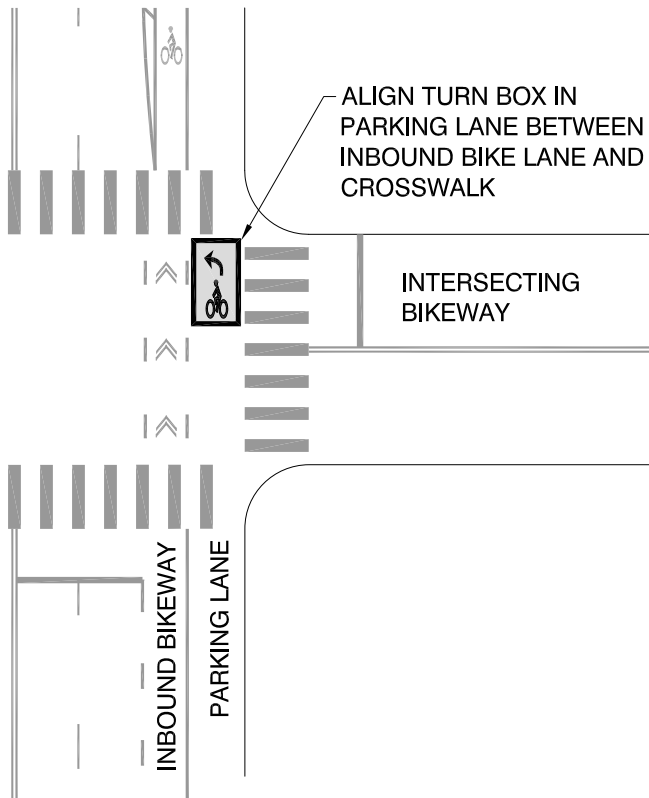 ALIGN TURN BOX IN
PARKING LANE BETWEEN
INBOUND BIKE LANE AND
CROSSWALK
INTERSECTING
BIKEWAY
INBOUND BIKEWAY
PARKING LANE